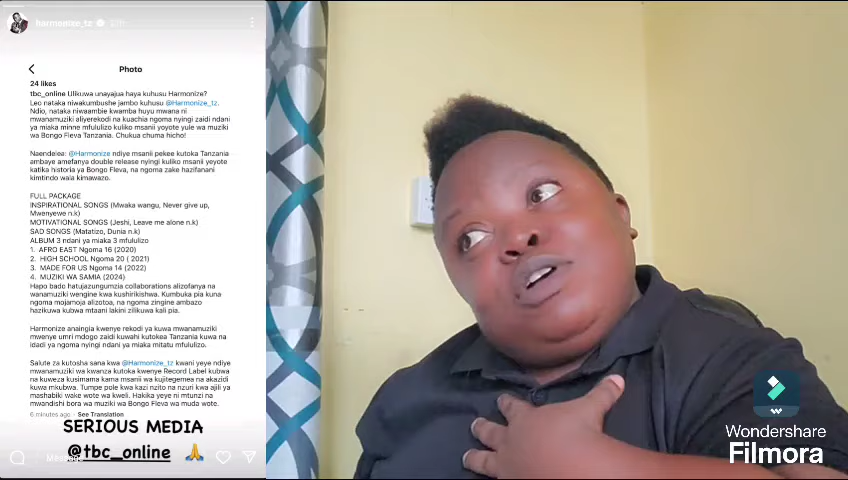 harmonize_tz 12h
Photo
24 likes
tbc_online Ulikuwa unayajua haya kuhusu Harmonize?
Leo nataka niwakumbushe jambo kuhusu @Harmonize_tz.
Ndio, nataka niwaambie kwamba huyu mwana ni
mwanamuziki aliyerekodi na kuachia ngoma nyingi zaidi ndani
ya miaka minne mfululizo kuliko msanii yoyote yule wa muziki
wa Bongo Fleva Tanzania. Chukua chuma hicho!
Naendelea: @Harmonize ndiye msanii pekee kutoka Tanzania
ambaye amefanya double release nyingi kuliko msanii yeyote
katika historia ya Bongo Fleva, na ngoma zake hazifanani
kimtindo wala kimawazo.
FULL PACKAGE
INSPIRATIONAL SONGS (Mwaka wangu, Never give up,
Mwenyewe n.k)
MOTIVATIONAL SONGS (Jeshi, Leave me alone n.k)
SAD SONGS (Matatizo, Dunia n.k)
ALBUM 3 ndani ya miaka 3 mfululizo
1. AFRO EAST Ngoma 16 (2020)
2. HIGH SCHOOL Ngoma 20 ( 2021)
3. MADE FOR US Ngoma 14 (2022)
4. MUZIKI WA SAMIA (2024)
Hapo bado hatujazungumzia collaborations alizofanya na
wanamuziki wengine kwa kushirikishwa. Kumbuka pia kuna
ngoma mojamoja alizotoa, na ngoma zingine ambazo
hazikuwa kubwa mtaani lakini zilikuwa kali pia.
Harmonize anaingia kwenye rekodi ya kuwa mwanamuziki
mwenye umri mdogo zaidi kuwahi kutokea Tanzania kuwa na
idadi ya ngoma nyingi ndani ya miaka mitatu mfululizo.
Salute za kutosha sana kwa @Harmonize_tz kwani yeye ndiye
mwanamuziki wa kwanza kutoka kwenye Record Label kubwa
na kuweza kusimama kama msanii wa kujitegemea na akazidi
kuwa mkubwa. Tumpe pole kwa kazi nzito na nzuri kwa ajili ya
mashabiki wake wote wa kweli. Hakika yeye ni mtunzi na
mwandishi bora wa muziki wa Bongo Fleva wa muda wote.
6 minutes ago • See Translation
SERIOUS MEDIA
@tbc_online 🙏
Message
Wondershare
Filmora